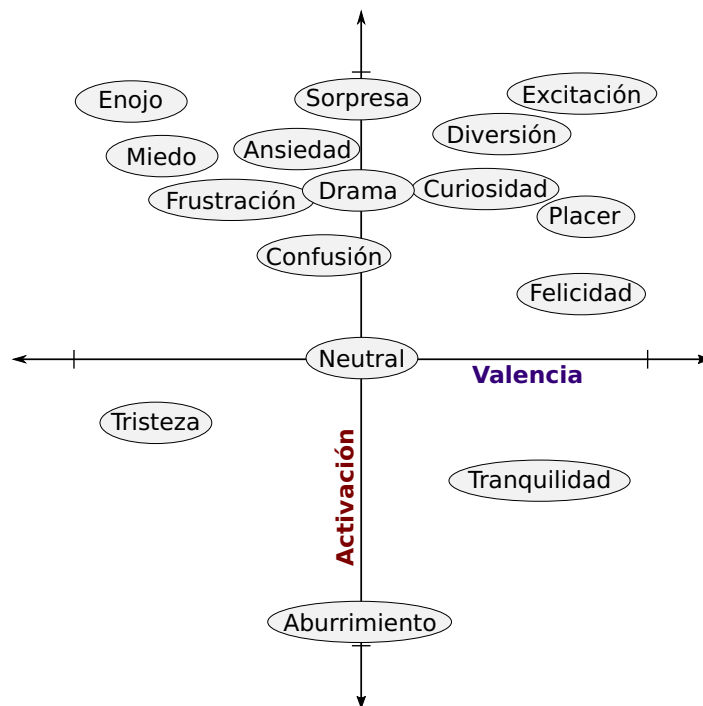 Enojo
Sorpresa
Excitación
Diversión
Ansiedad
Miedo
Drama
Curiosidad
Frustración
Placer
Confusión
Felicidad
Neutral
Valencia
Tristeza
Tranquilidad
Activación
Aburrimiento